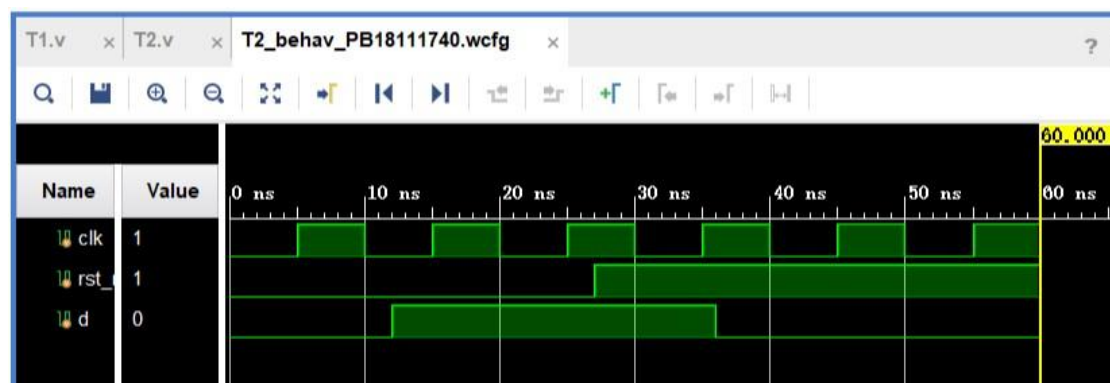 T1.v × T2.v × T2_behav_PB18111740.wcfg ×
?
60.000
Name Value 0 ns 10 ns 20 ns 30 ns 40 ns 50 ns 60 ns
clk 1
rst_ 1
d 0